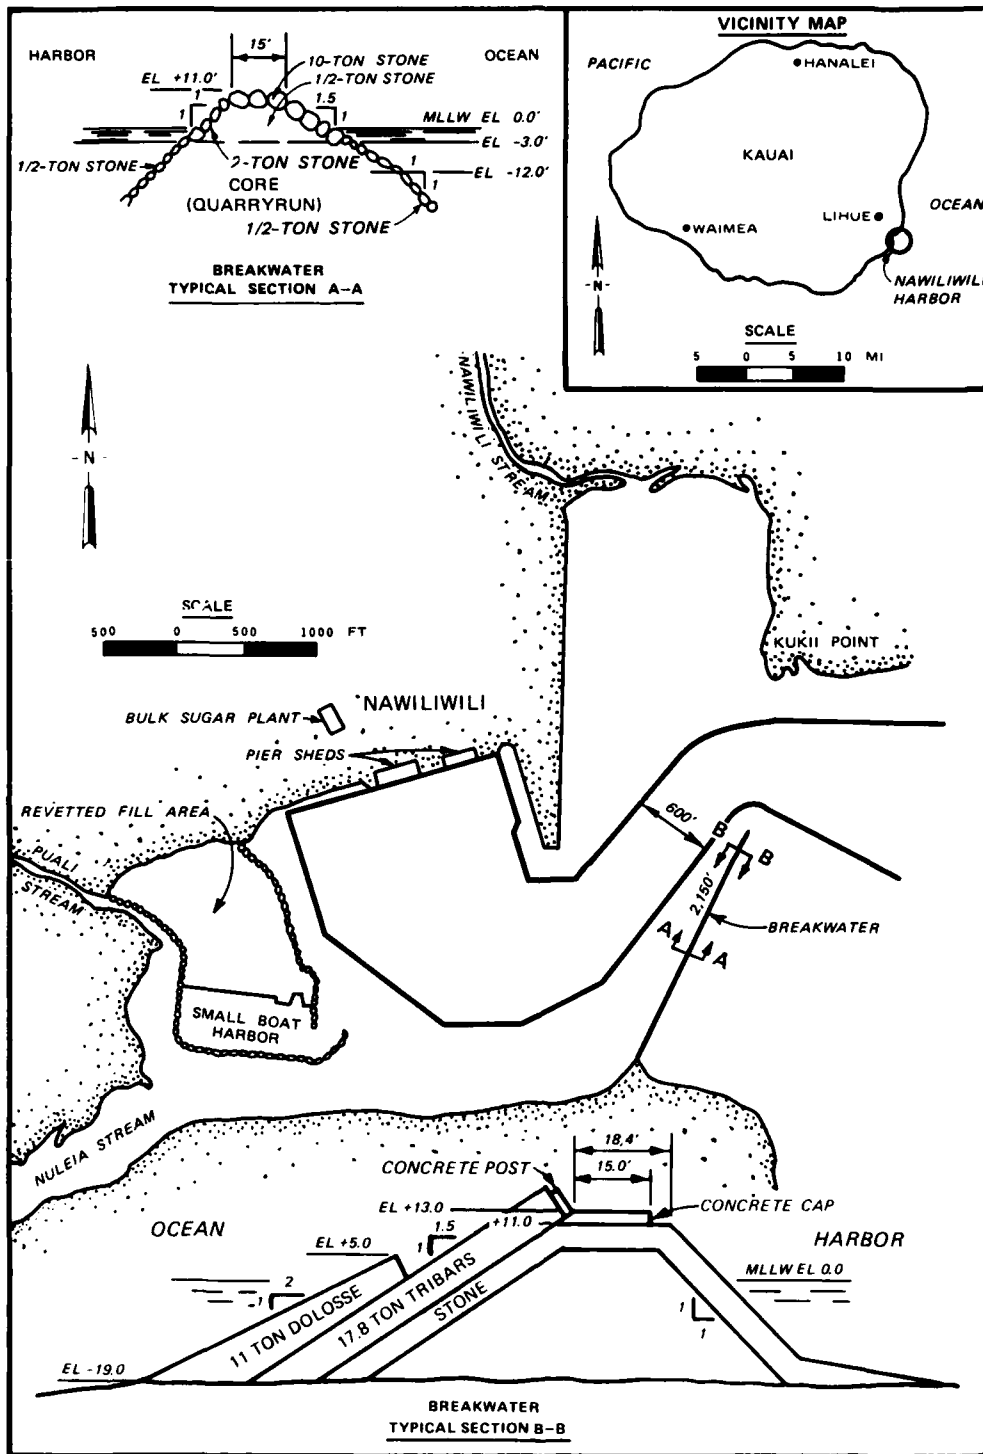 HARBOR
15'
OCEAN
10-TON STONE
1/2-TON STONE
EL +11.0'
1
1
1.5
1
MLLW EL 0.0'
EL -3.0'
1/2-TON STONE
2-TON STONE
CORE
(QUARRYRUN)
1
1
EL -12.0'
1/2-TON STONE
BREAKWATER
TYPICAL SECTION A-A
VICINITY MAP
PACIFIC
HANALEI
KAUAI
OCEAN
LIHUE
WAIMEA
NAWILIWILI
HARBOR
-N-
SCALE
5 0 5 10 MI
-N-
NAWILIWILI STREAM
SCALE
500 0 500 1000 FT
KUKII POINT
NAWILIWILI
BULK SUGAR PLANT
PIER SHEDS
REVETTED FILL AREA
PUALI
STREAM
600'
B
B
2,150'
BREAKWATER
A
A
SMALL BOAT
HARBOR
NULEIA STREAM
18.4'
15.0'
CONCRETE POST
CONCRETE CAP
EL +13.0
+11.0
OCEAN
HARBOR
EL +5.0
1.5
1
2
1
MLLW EL 0.0
11 TON DOLOSSE
17.8 TON TRIBARS
STONE
1
1
EL -19.0
BREAKWATER
TYPICAL SECTION B-B